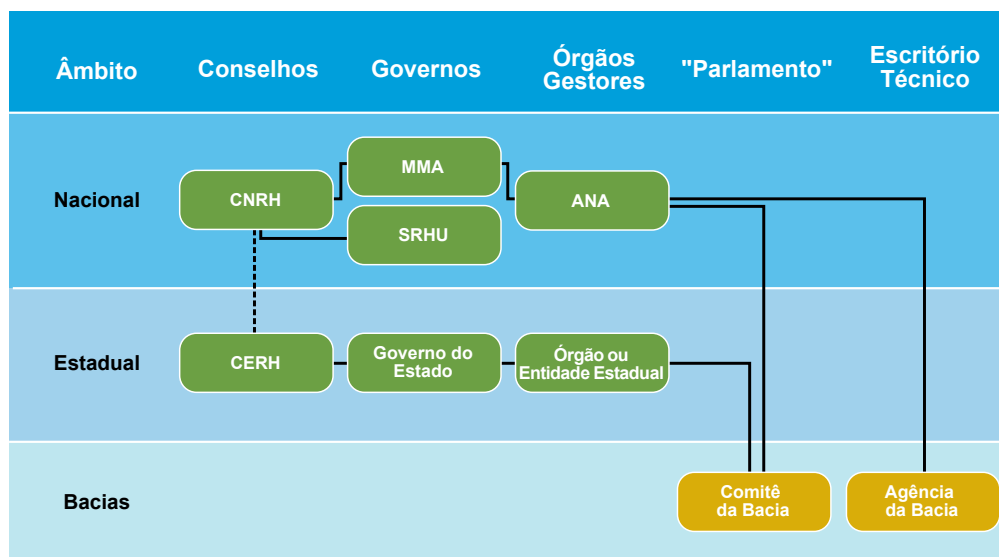 Âmbito
Conselhos
Governos
Órgãos
Gestores
"Parlamento"
Escritório
Técnico
Nacional
CNRH
MMA
SRHU
ANA
Estadual
CERH
Governo do
Estado
Órgão ou
Entidade Estadual
Bacias
Comitê
da Bacia
Agência
da Bacia